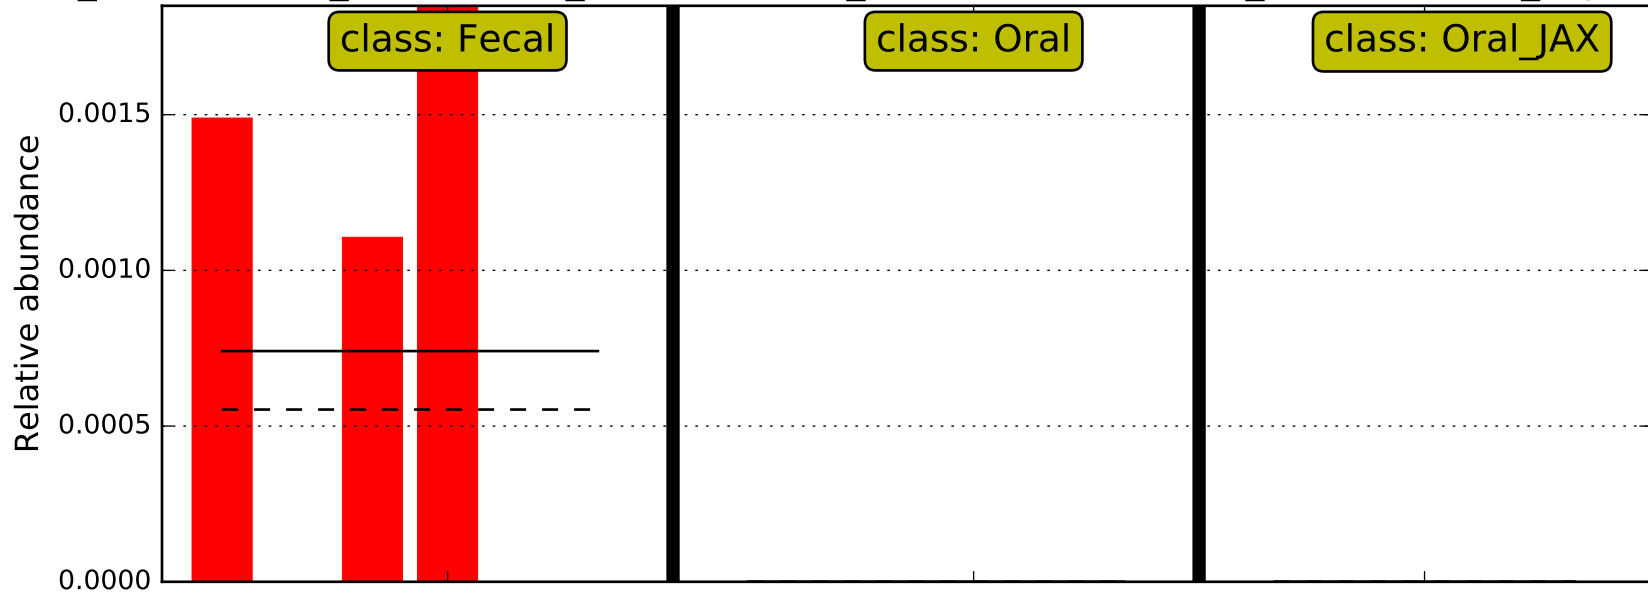 class: Fecal
class: Oral
class: Oral_JAX
0.0015
0.0010
0.0005
0.0000
Relative abundance